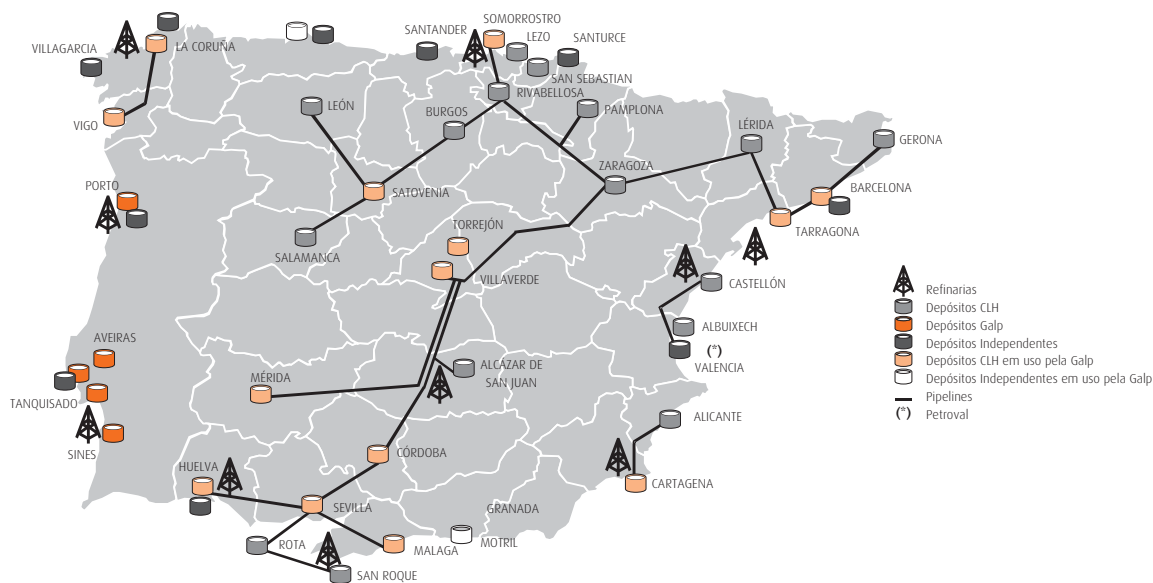 SOMORROSTRO
SANTANDER
LEZO
SANTURCE
VILLAGARCIA
LA CORUÑA
SAN SEBASTIAN
RIVABELLOSA
LEÓN
BURGOS
PAMPLONA
VIGO
LÉRIDA
GERONA
ZARAGOZA
PORTO
SATOVENIA
BARCELONA
TORREJÓN
TARRAGONA
SALAMANCA
VILLAVERDE
CASTELLÓN
Refinarias
Depósitos CLH
ALBUIXECH
Depósitos Galp
AVEIRAS
Depósitos Independentes
(*)
VALENCIA
ALCÁZAR DE
SAN JUAN
Depósitos CLH em uso pela Galp
MÉRIDA
Depósitos Independentes em uso pela Galp
TANQUISADO
Pipelines
(*) Petroval
ALICANTE
SINES
CÓRDOBA
HUELVA
CARTAGENA
SEVILLA
GRANADA
ROTA
MALAGA
MOTRIL
SAN ROQUE